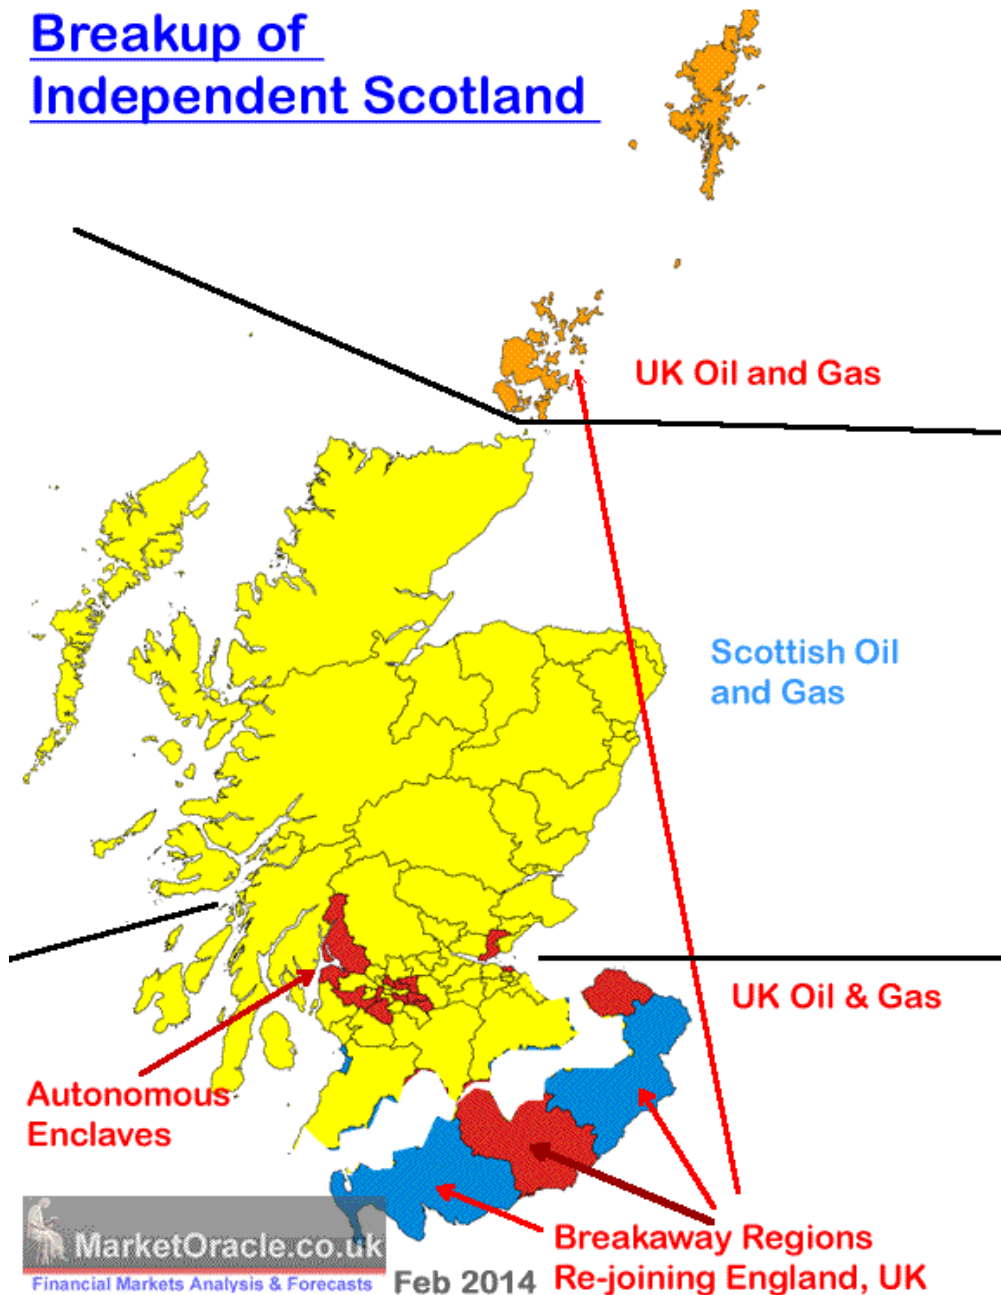 Breakup of
Independent Scotland
UK Oil and Gas
Scottish Oil
and Gas
UK Oil & Gas
Autonomous
Enclaves
Breakaway Regions
Re-joining England, UK
MarketOracle.co.uk
Financial Markets Analysis & Forecasts
Feb 2014